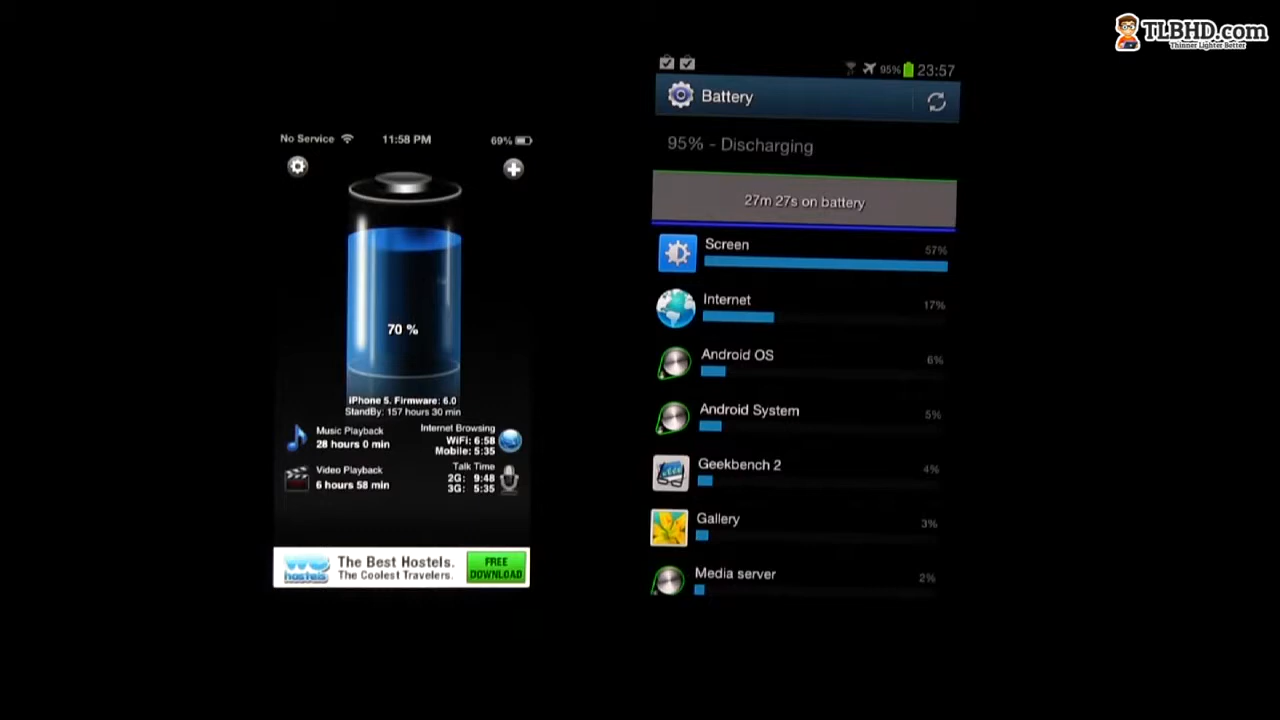 TLBHD.com
Thinner Lighter Better
No Service
11:58 PM
69%
70 %
iPhone 5. Firmware: 6.0
StandBy: 157 hours 30 min
Music Playback
28 hours 0 min
Internet Browsing
WiFi: 6:58
Mobile: 5:35
Video Playback
6 hours 58 min
Talk Time
2G: 9:48
3G: 5:35
hostels
The Best Hostels.
The Coolest Travelers.
FREE
DOWNLOAD
95%
23:57
Battery
95% - Discharging
27m 27s on battery
Screen
57%
Internet
17%
Android OS
6%
Android System
5%
Geekbench 2
4%
Gallery
3%
Media server
2%